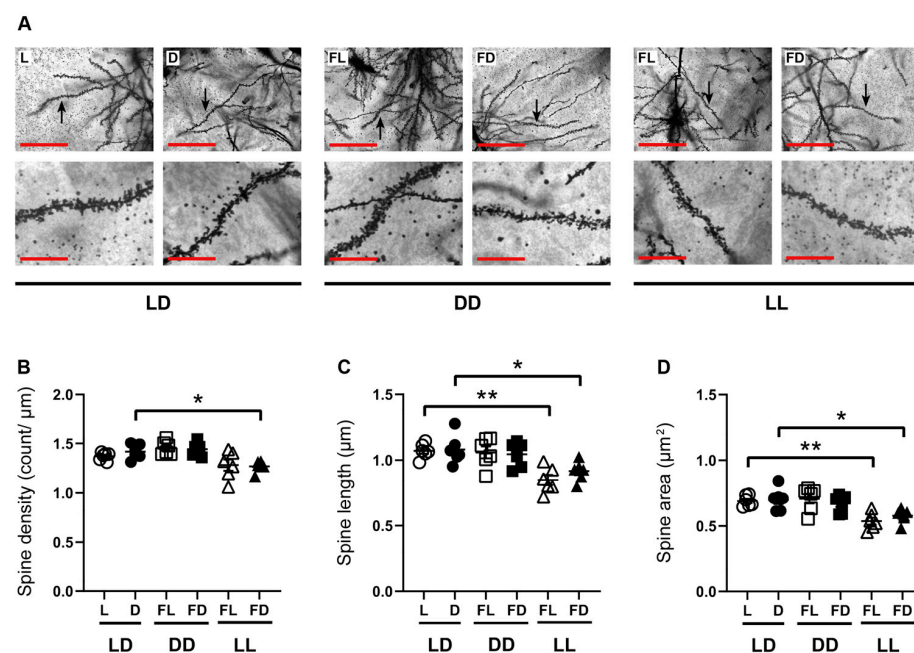 A
L D FL FD FL FD
LD DD LL
B
Spine density (count/ μm)
2.0
1.5
1.0
0.5
0.0
*
L D FL FD FL FD
LD DD LL
C
Spine length (μm)
1.5
1.0
0.5
0.0
*
**
L D FL FD FL FD
LD DD LL
D
Spine area (μm²)
1.5
1.0
0.5
0.0
*
**
L D FL FD FL FD
LD DD LL